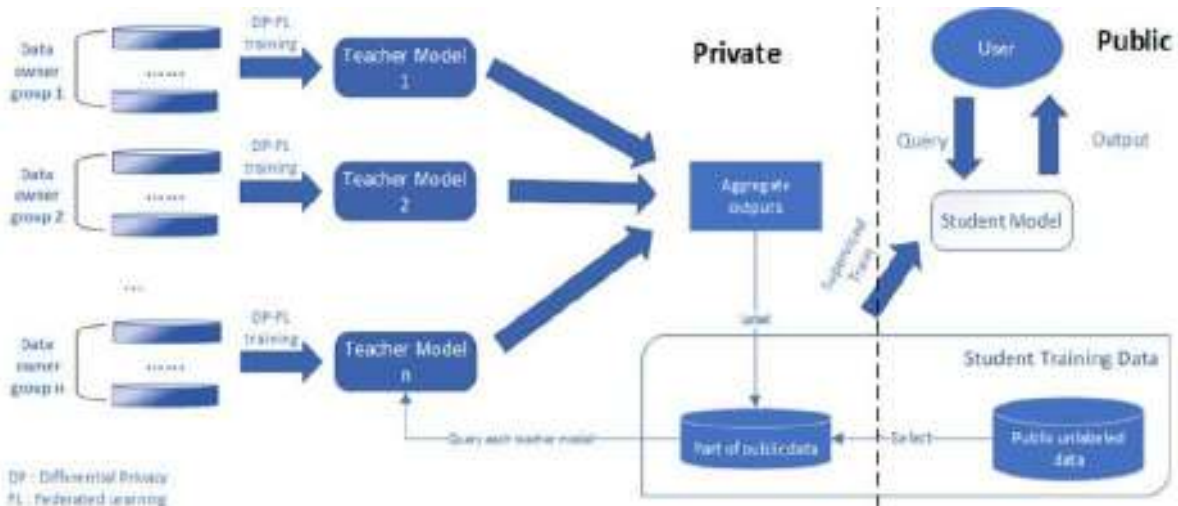 Data
owner
group 1
......
DP-FL
training
Teacher Model
1
Data
owner
group 2
......
DP-FL
training
Teacher Model
2
...
Data
owner
group n
......
DP-FL
training
Teacher Model
n
Private
Public
Aggregate
outputs
User
Query
Output
Student Model
Supervised
Train
Label
Student Training Data
Query each teacher model
Part of public data
Select
Public unlabeled
data
DP : Differential Privacy
FL : Federated Learning